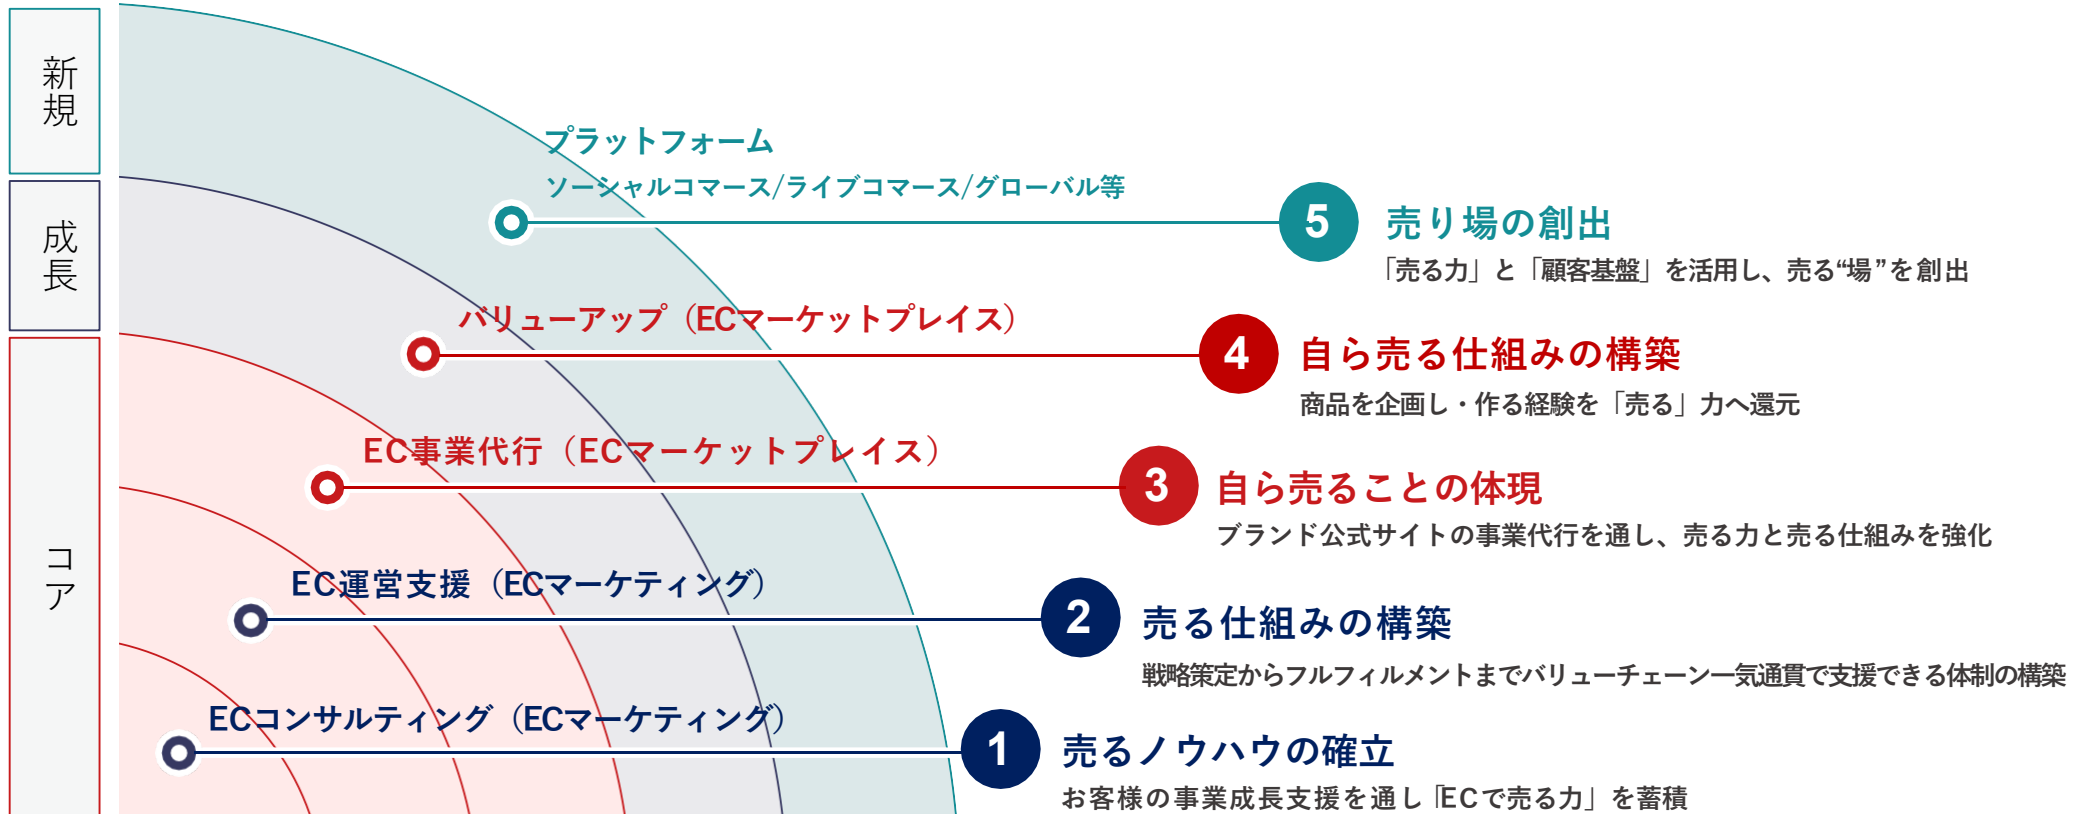 新規
プラットフォーム
ソーシャルコマース/ライブコマース/グローバル等
5
売り場の創出
「売る力」と「顧客基盤」を活用し、売る“場”を創出
成長
バリューアップ（ECマーケットプレイス）
4
自ら売る仕組みの構築
商品を企画し・作る経験を「売る」力へ還元
コア
EC事業代行（ECマーケットプレイス）
3
自ら売ることの体現
ブランド公式サイトの事業代行を通し、売る力と売る仕組みを強化
EC運営支援（ECマーケティング）
2
売る仕組みの構築
戦略策定からフルフィルメントまでバリューチェーン一気通貫で支援できる体制の構築
ECコンサルティング（ECマーケティング）
1
売るノウハウの確立
お客様の事業成長支援を通し「ECで売る力」を蓄積